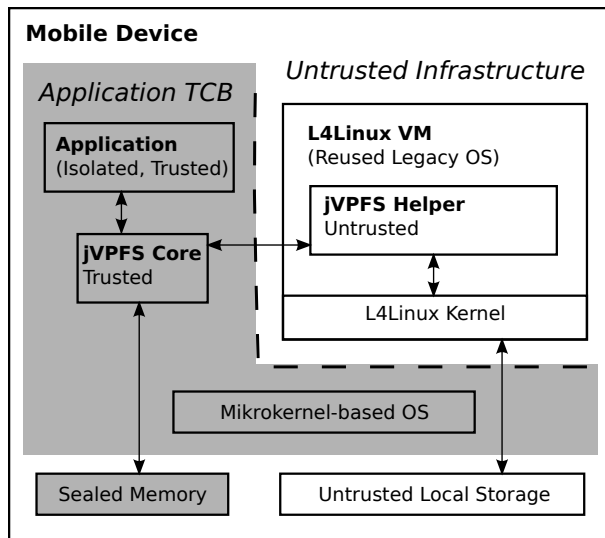 Mobile Device
Application TCB
Untrusted Infrastructure
Application
(Isolated, Trusted)
L4Linux VM
(Reused Legacy OS)
jVPFS Helper
Untrusted
jVPFS Core
Trusted
L4Linux Kernel
Mikrokernel-based OS
Sealed Memory
Untrusted Local Storage